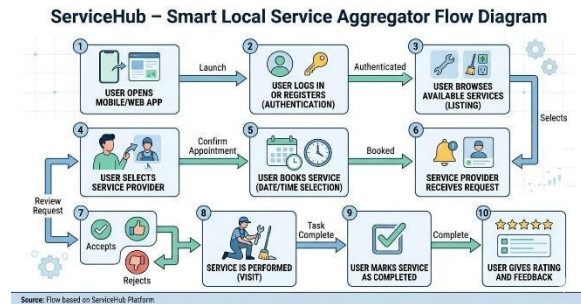 ServiceHub – Smart Local Service Aggregator Flow Diagram
1
USER OPENS
MOBILE/WEB APP
Launch
2
USER LOGS IN
OR REGISTERS
(AUTHENTICATION)
Authenticated
3
USER BROWSES
AVAILABLE SERVICES
(LISTING)
Selects
4
USER SELECTS
SERVICE PROVIDER
Confirm
Appointment
5
USER BOOKS SERVICE
(DATE/TIME SELECTION)
Booked
6
SERVICE PROVIDER
RECEIVES REQUEST
Review
Request
7
Accepts
Rejects
8
SERVICE IS PERFORMED
(VISIT)
Task
Complete
9
USER MARKS SERVICE
AS COMPLETED
Complete
10
USER GIVES RATING
AND FEEDBACK
Source: Flow based on ServiceHub Platform